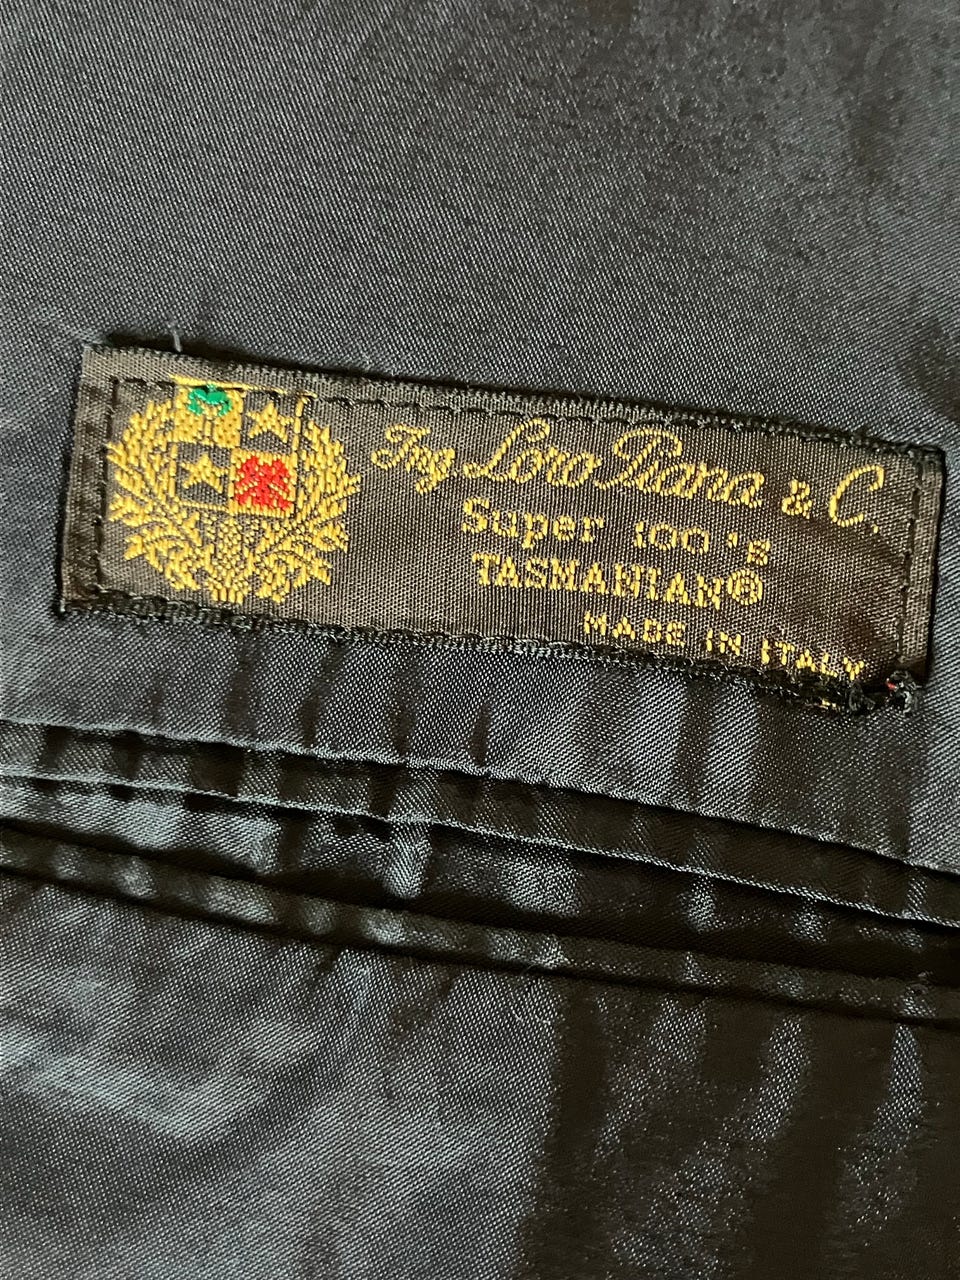 Ing Loro Piana & C.
Super 100's
TASMANIAN®
MADE IN ITALY